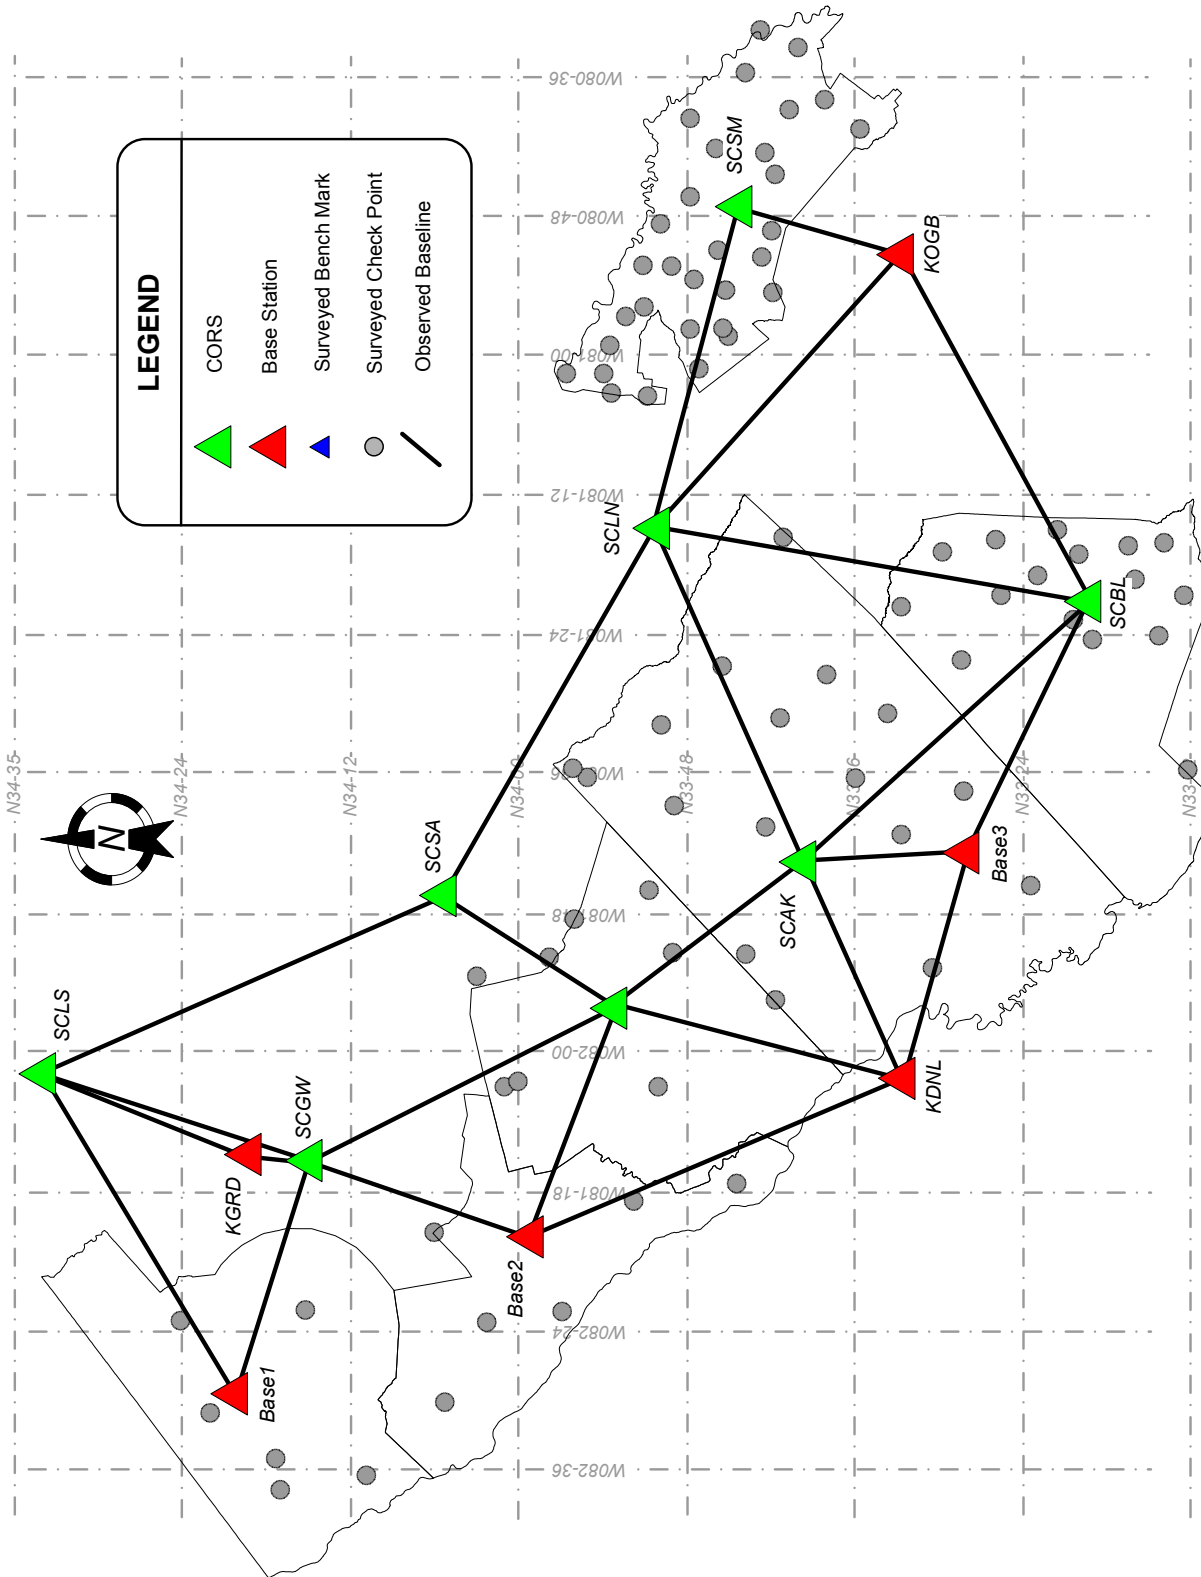 LEGEND
CORS
Base Station
Surveyed Bench Mark
Surveyed Check Point
Observed Baseline
N
N34-35
N34-24
N34-12
N33-48
N33-24
W082-36
W082-24
W081-18
W082-00
W081-24
W081-12
W081-00
W080-48
W080-36
SCLS
KGRD
SCGW
Base1
Base2
SCSA
SCLN
SCSM
KOGB
SCAK
Base3
KDNL
SCBL